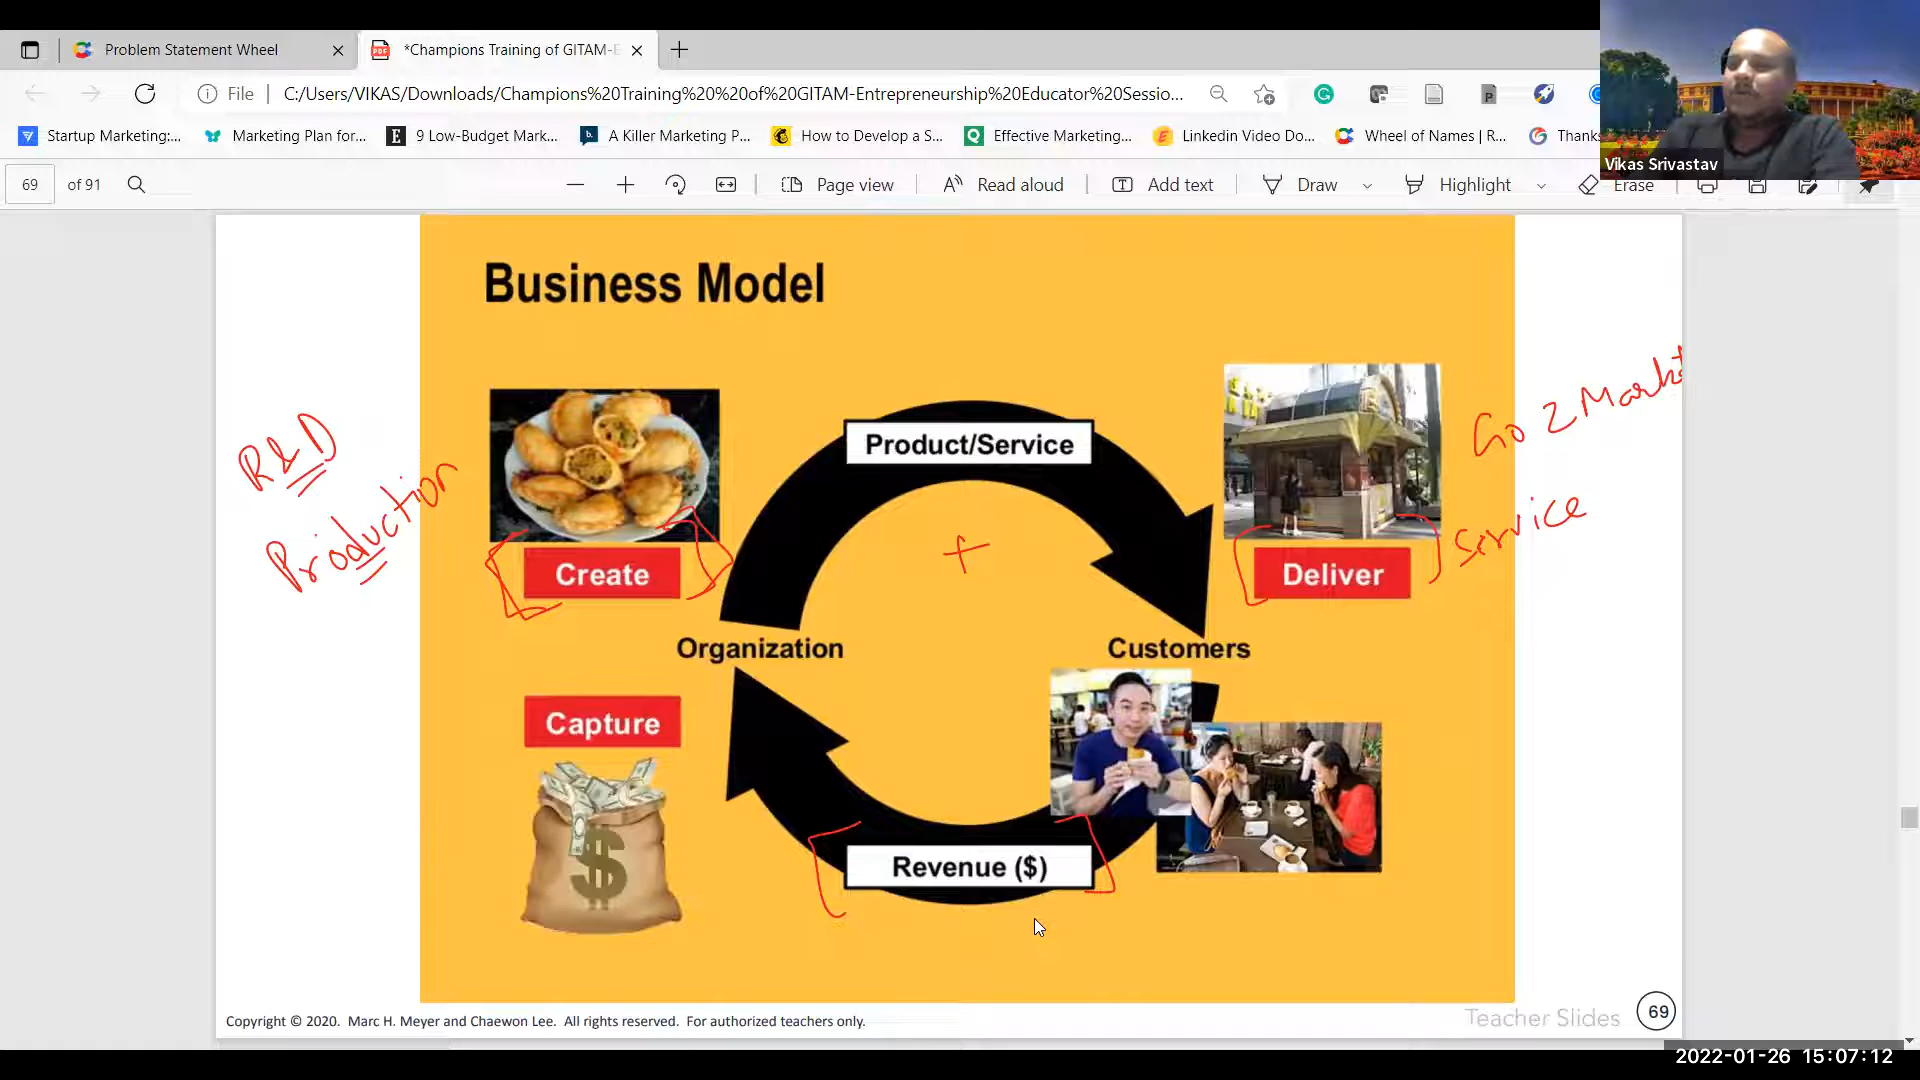 Problem Statement Wheel
*Champions Training of GITAM-E
File
C:/Users/VIKAS/Downloads/Champions%20Training%20%20of%20GITAM-Entrepreneurship%20Educator%20Sessio...
Startup Marketing:...
Marketing Plan for...
9 Low-Budget Mark...
A Killer Marketing P...
How to Develop a S...
Effective Marketing...
Linkedin Video Do...
Wheel of Names | R...
Thanks
Vikas Srivastav
69 of 91
Page view
Read aloud
Add text
Draw
Highlight
Erase
Business Model
Product/Service
Go 2 Market
R&D
Production
Service
Create
Deliver
Organization
Customers
Capture
Revenue ($)
Copyright © 2020. Marc H. Meyer and Chaewon Lee. All rights reserved. For authorized teachers only.
Teacher Slides
69
2022-01-26 15:07:12